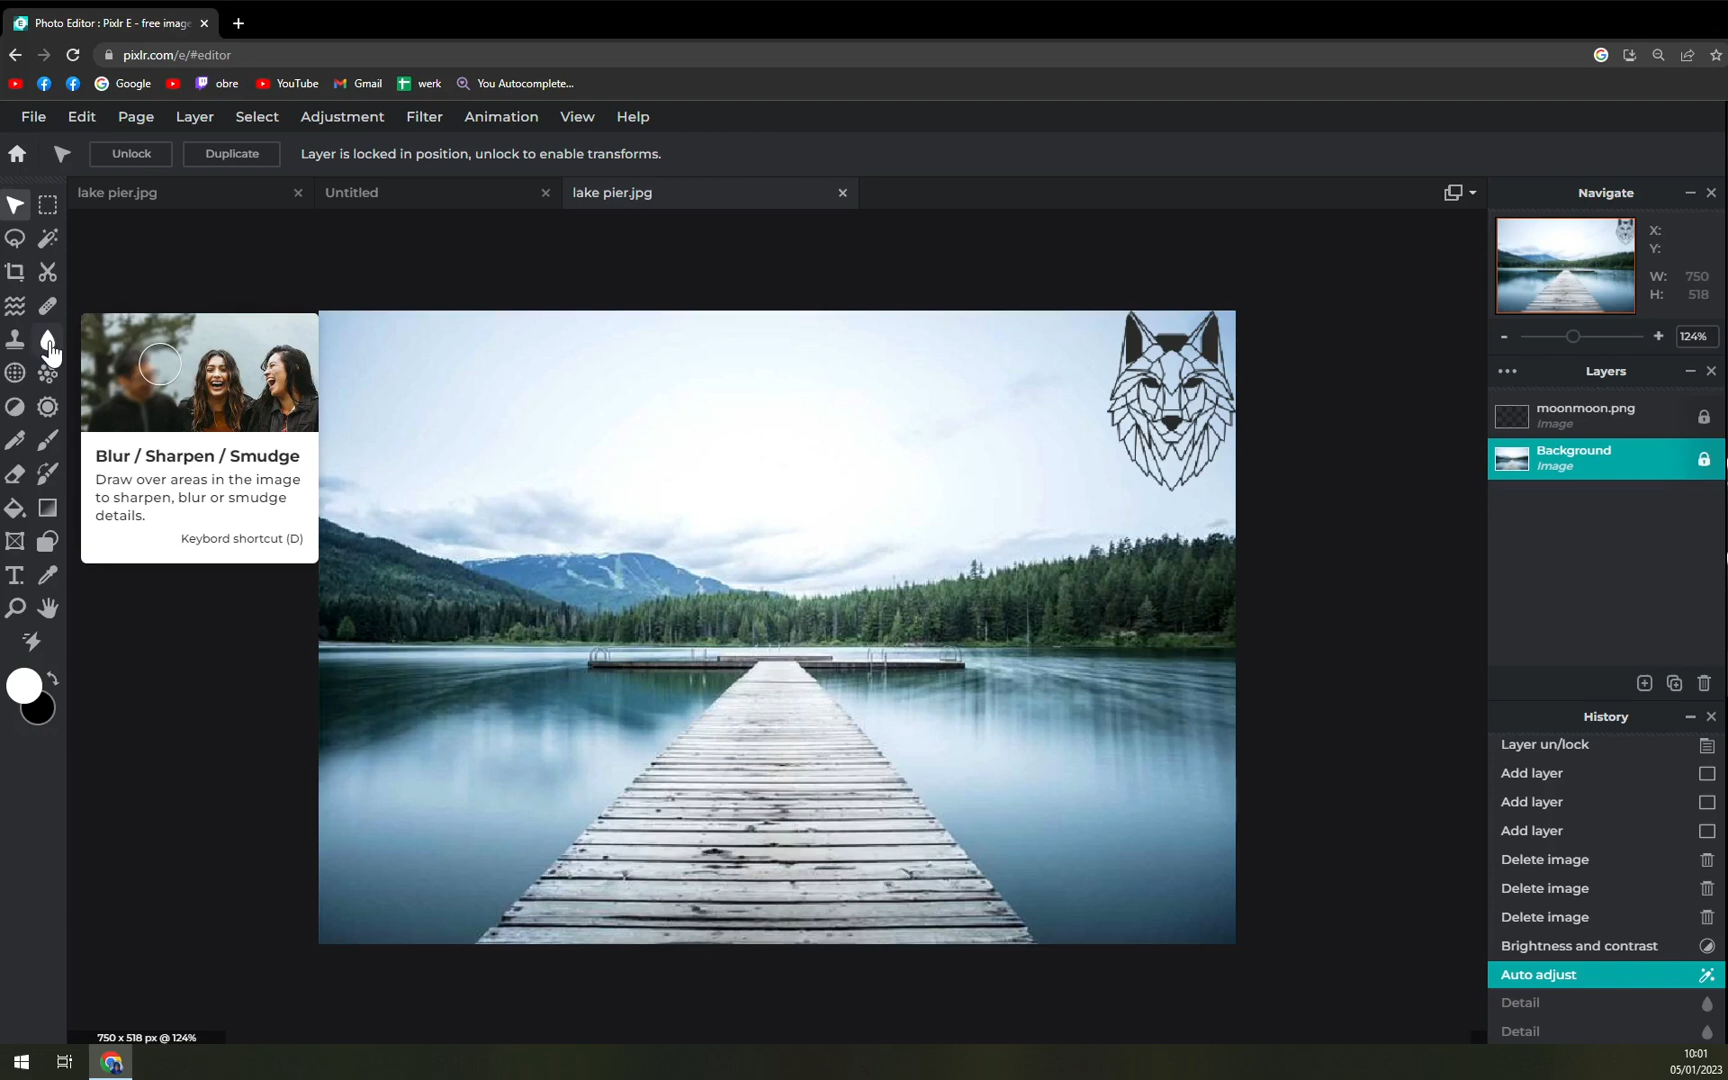 Photo Editor : Pixlr E - free image
pixlr.com/e/#editor
Google
obre
YouTube
Gmail
werk
You Autocomplete...
File Edit Page Layer Select Adjustment Filter Animation View Help
Unlock
Duplicate
Layer is locked in position, unlock to enable transforms.
lake pier.jpg
Untitled
lake pier.jpg
Navigate
X:
Y:
W: 750
H: 518
- + 124%
Blur / Sharpen / Smudge
Draw over areas in the image
to sharpen, blur or smudge
details.
Keybord shortcut (D)
Layers
moonmoon.png
Image
Background
Image
History
Layer un/lock
Add layer
Add layer
Add layer
Delete image
Delete image
Delete image
Brightness and contrast
Auto adjust
Detail
Detail
750 x 518 px @ 124%
10:01
05/01/2023